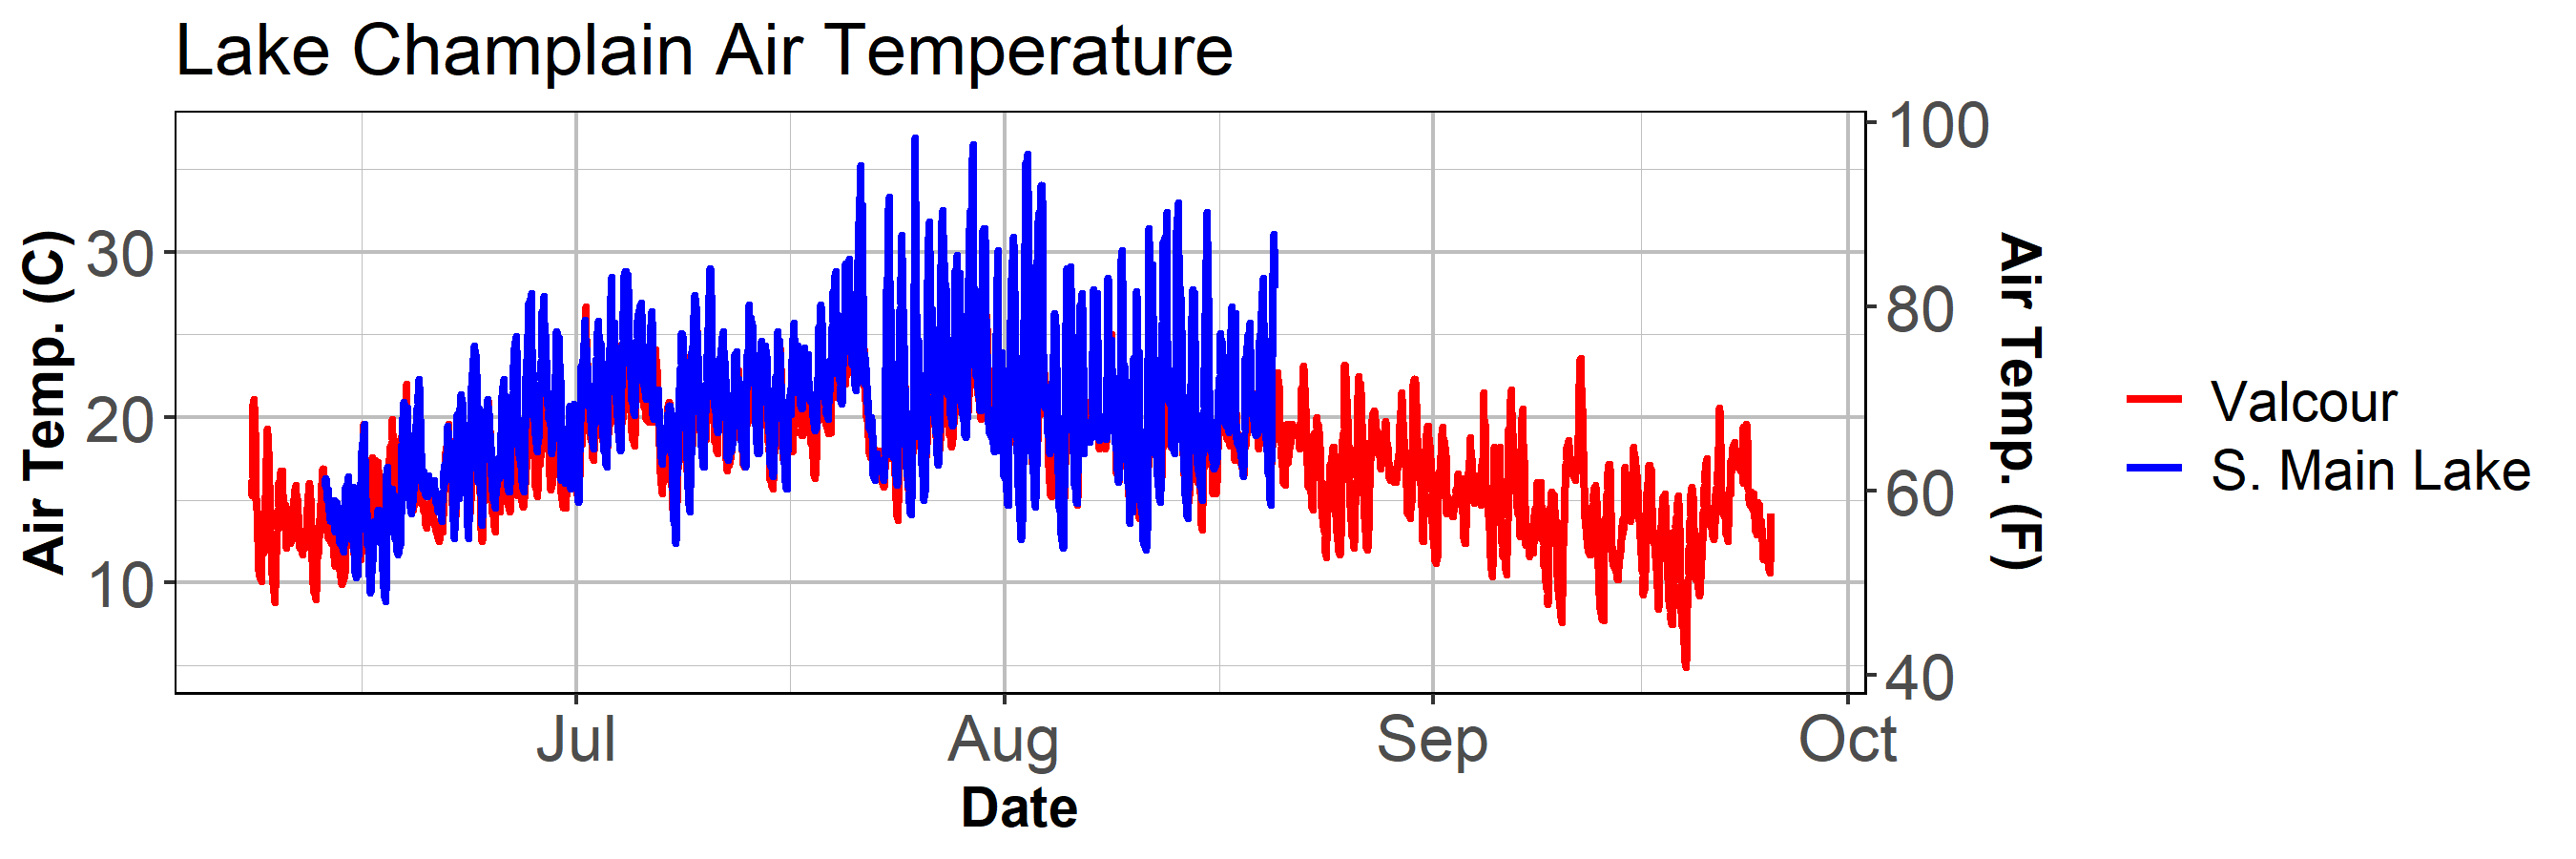 Lake Champlain Air Temperature
Air Temp. (C)
30
20
10
100
80
60
40
Air Temp. (F)
Jul Aug Sep Oct
Date
Valcour
S. Main Lake